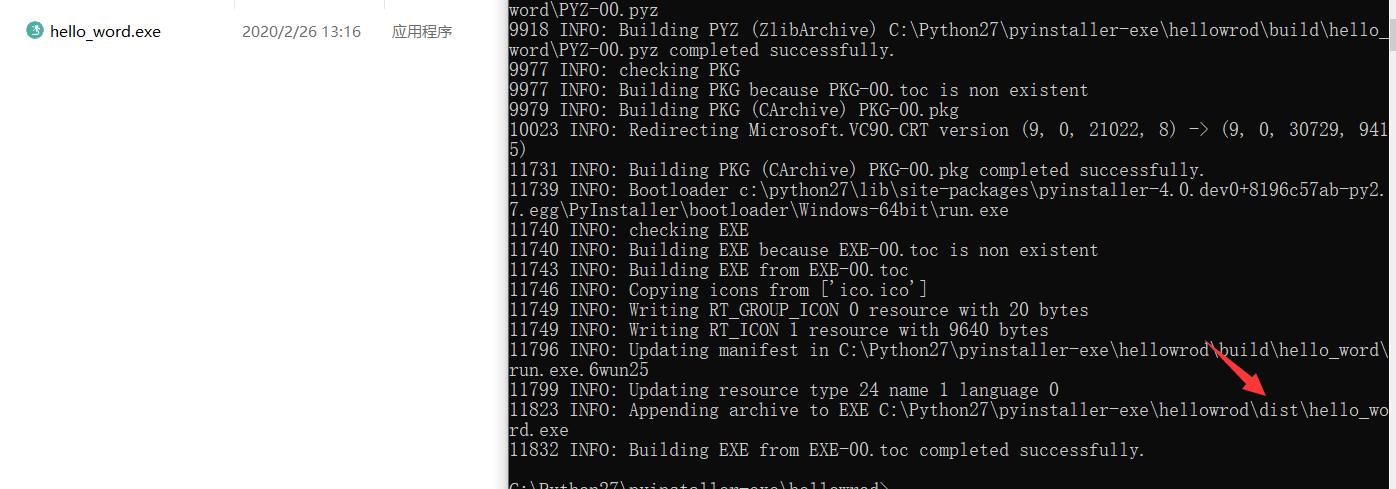 hello_word.exe 2020/2/26 13:16 应用程序
word\PYZ-00.pyz
9918 INFO: Building PYZ (ZlibArchive) C:\Python27\pyinstaller-exe\hellowrod\build\hello_
word\PYZ-00.pyz completed successfully.
9977 INFO: checking PKG
9977 INFO: Building PKG because PKG-00.toc is non existent
9979 INFO: Building PKG (CArchive) PKG-00.pkg
10023 INFO: Redirecting Microsoft.VC90.CRT version (9, 0, 21022, 8) -> (9, 0, 30729, 941
5)
11731 INFO: Building PKG (CArchive) PKG-00.pkg completed successfully.
11739 INFO: Bootloader c:\python27\lib\site-packages\pyinstaller-4.0.dev0+8196c57ab-py2.
7.egg\PyInstaller\bootloader\Windows-64bit\run.exe
11740 INFO: checking EXE
11740 INFO: Building EXE because EXE-00.toc is non existent
11743 INFO: Building EXE from EXE-00.toc
11746 INFO: Copying icons from ['ico.ico']
11749 INFO: Writing RT_GROUP_ICON 0 resource with 20 bytes
11749 INFO: Writing RT_ICON 1 resource with 9640 bytes
11796 INFO: Updating manifest in C:\Python27\pyinstaller-exe\hellowrod\build\hello_word\
run.exe.6wun25
11799 INFO: Updating resource type 24 name 1 language 0
11823 INFO: Appending archive to EXE C:\Python27\pyinstaller-exe\hellowrod\dist\hello_wo
rd.exe
11832 INFO: Building EXE from EXE-00.toc completed successfully.
C:\Python27\pyinstaller-exe\hellowrod>